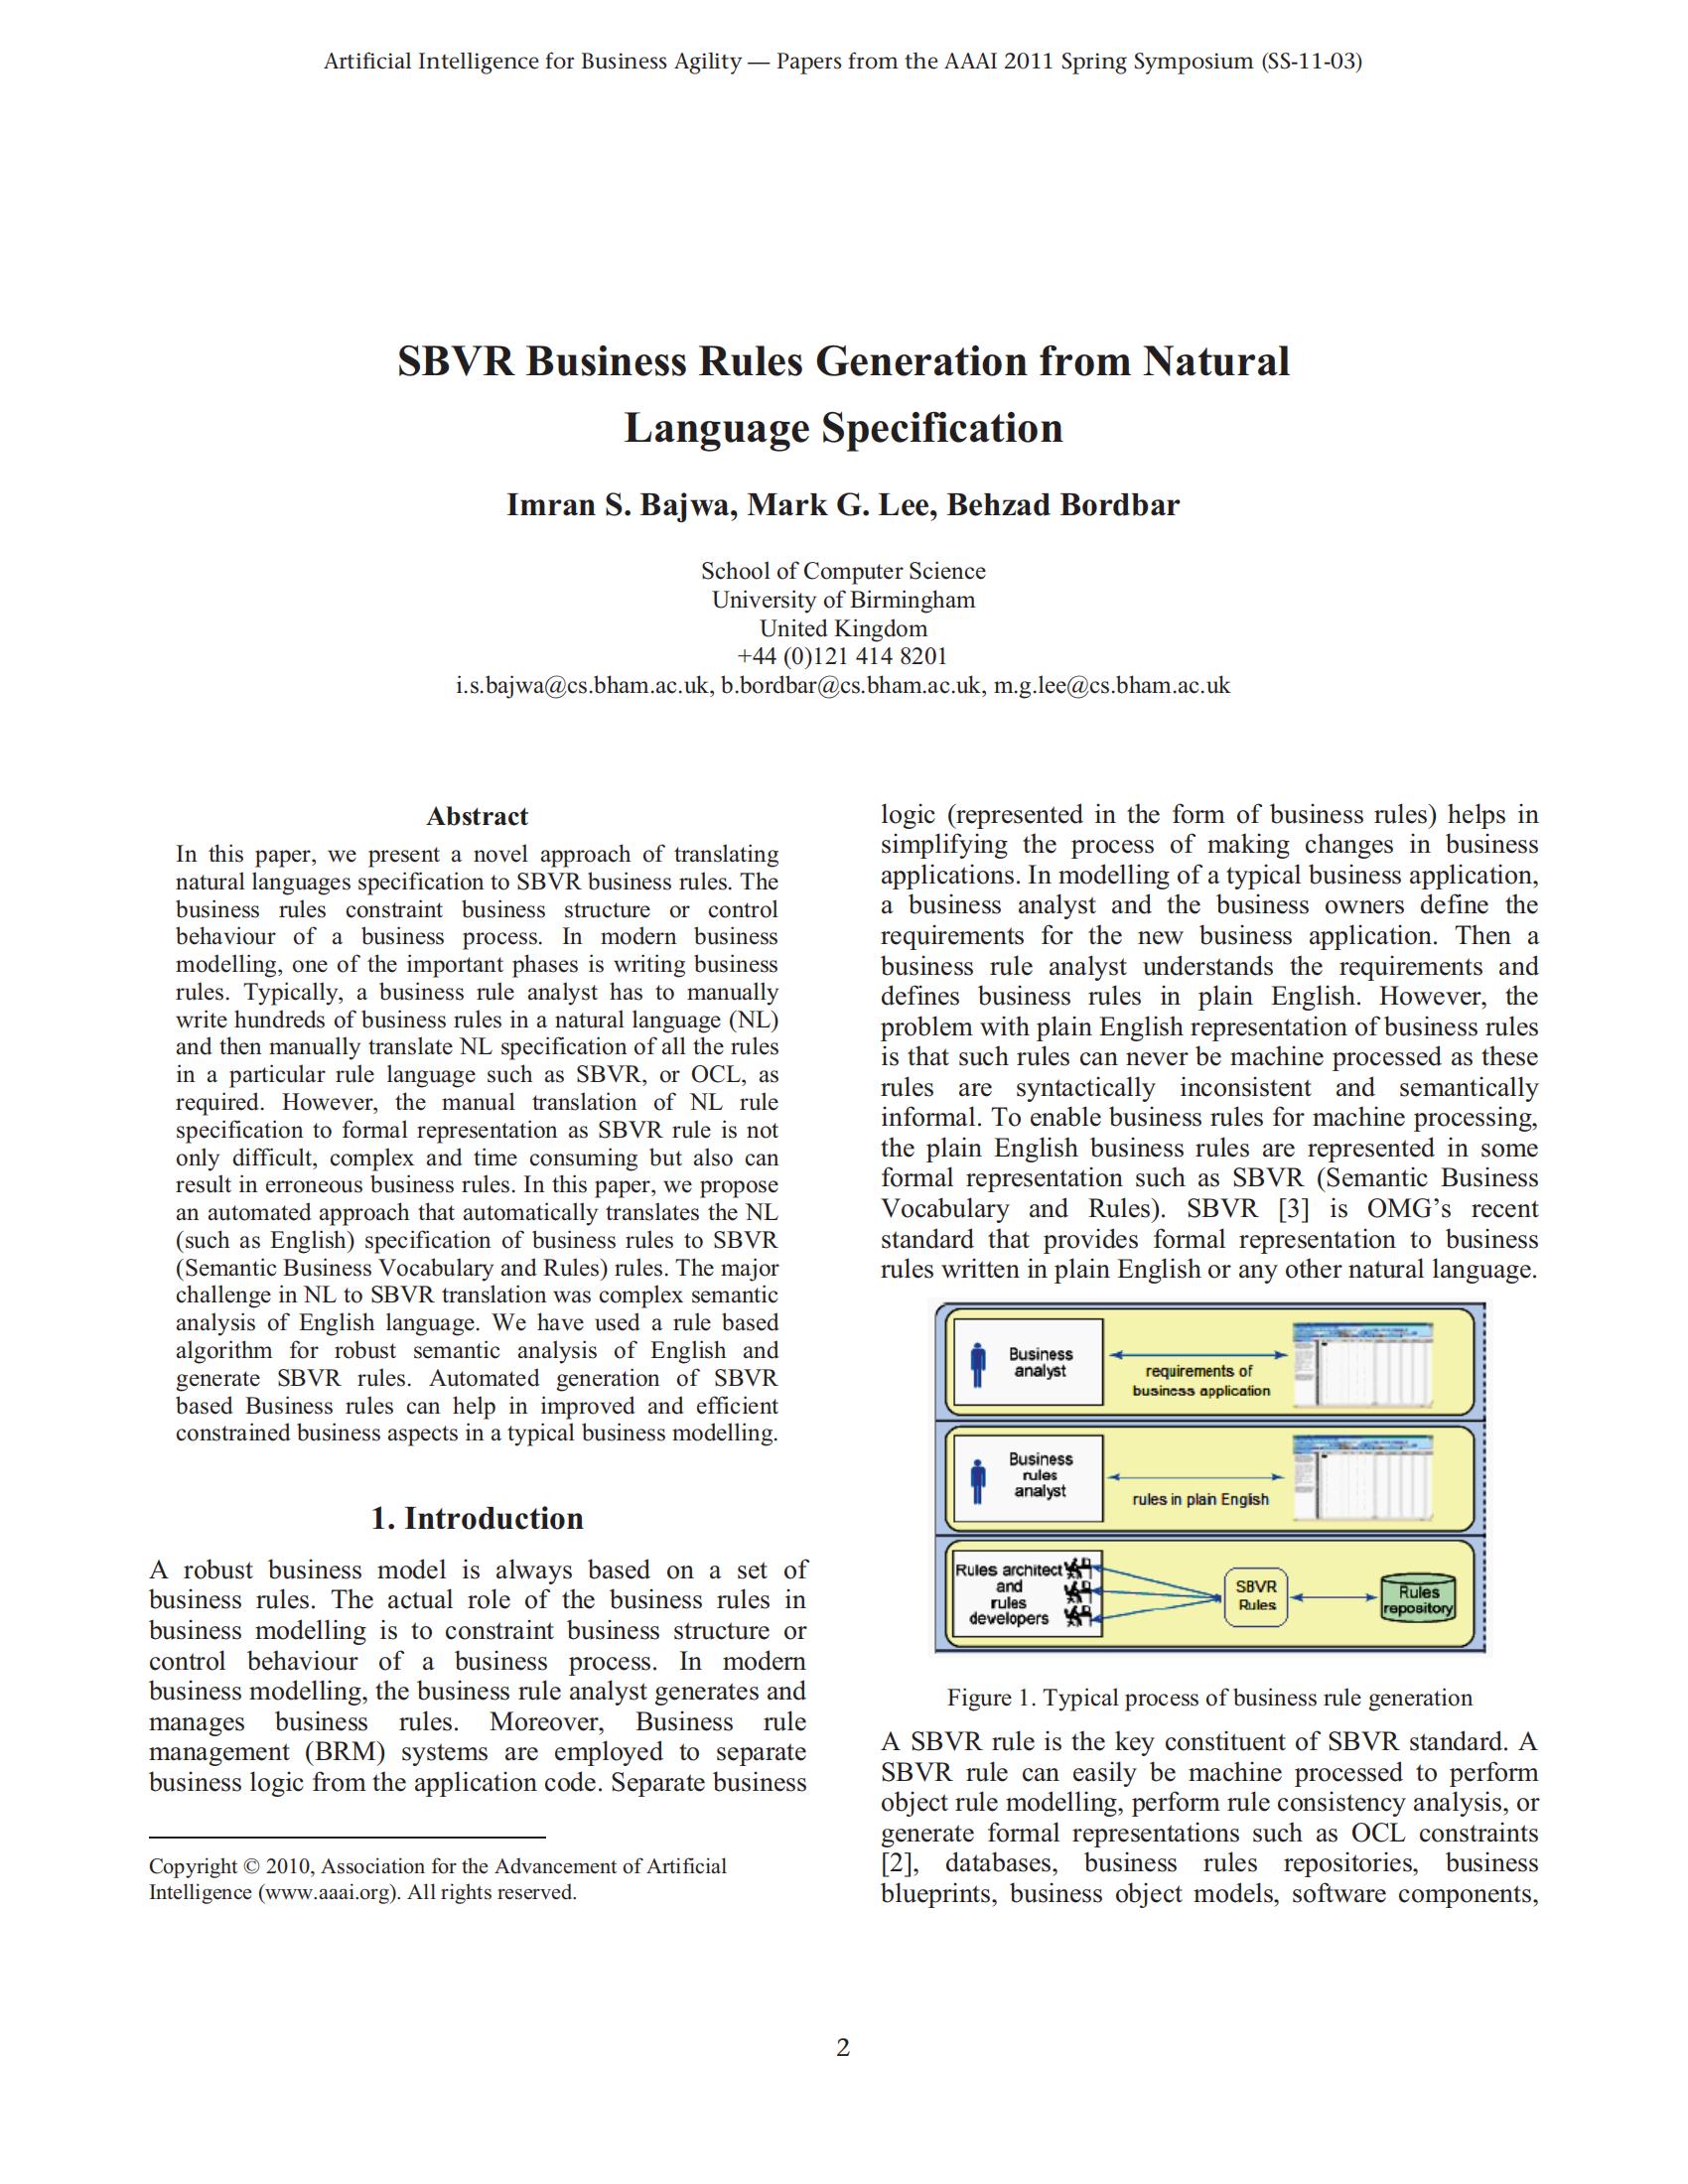 Artificial Intelligence for Business Agility — Papers from the AAAI 2011 Spring Symposium (SS-11-03)
SBVR Business Rules Generation from Natural
Language Specification
Imran S. Bajwa, Mark G. Lee, Behzad Bordbar
School of Computer Science
University of Birmingham
United Kingdom
+44 (0)121 414 8201
i.s.bajwa@cs.bham.ac.uk, b.bordbar@cs.bham.ac.uk, m.g.lee@cs.bham.ac.uk
Abstract
In this paper, we present a novel approach of translating
natural languages specification to SBVR business rules. The
business rules constraint business structure or control
behaviour of a business process. In modern business
modelling, one of the important phases is writing business
rules. Typically, a business rule analyst has to manually
write hundreds of business rules in a natural language (NL)
and then manually translate NL specification of all the rules
in a particular rule language such as SBVR, or OCL, as
required. However, the manual translation of NL rule
specification to formal representation as SBVR rule is not
only difficult, complex and time consuming but also can
result in erroneous business rules. In this paper, we propose
an automated approach that automatically translates the NL
(such as English) specification of business rules to SBVR
(Semantic Business Vocabulary and Rules) rules. The major
challenge in NL to SBVR translation was complex semantic
analysis of English language. We have used a rule based
algorithm for robust semantic analysis of English and
generate SBVR rules. Automated generation of SBVR
based Business rules can help in improved and efficient
constrained business aspects in a typical business modelling.
1. Introduction
A robust business model is always based on a set of
business rules. The actual role of the business rules in
business modelling is to constraint business structure or
control behaviour of a business process. In modern
business modelling, the business rule analyst generates and
manages business rules. Moreover, Business rule
management (BRM) systems are employed to separate
business logic from the application code. Separate business
Copyright © 2010, Association for the Advancement of Artificial
Intelligence (www.aaai.org). All rights reserved.
logic (represented in the form of business rules) helps in
simplifying the process of making changes in business
applications. In modelling of a typical business application,
a business analyst and the business owners define the
requirements for the new business application. Then a
business rule analyst understands the requirements and
defines business rules in plain English. However, the
problem with plain English representation of business rules
is that such rules can never be machine processed as these
rules are syntactically inconsistent and semantically
informal. To enable business rules for machine processing,
the plain English business rules are represented in some
formal representation such as SBVR (Semantic Business
Vocabulary and Rules). SBVR [3] is OMG’s recent
standard that provides formal representation to business
rules written in plain English or any other natural language.
Business
analyst
requirements of
business application
Business
rules
analyst
rules in plain English
Rules architect
and
rules
developers
SBVR
Rules
Rules
repository
Figure 1. Typical process of business rule generation
A SBVR rule is the key constituent of SBVR standard. A
SBVR rule can easily be machine processed to perform
object rule modelling, perform rule consistency analysis, or
generate formal representations such as OCL constraints
[2], databases, business rules repositories, business
blueprints, business object models, software components,
2